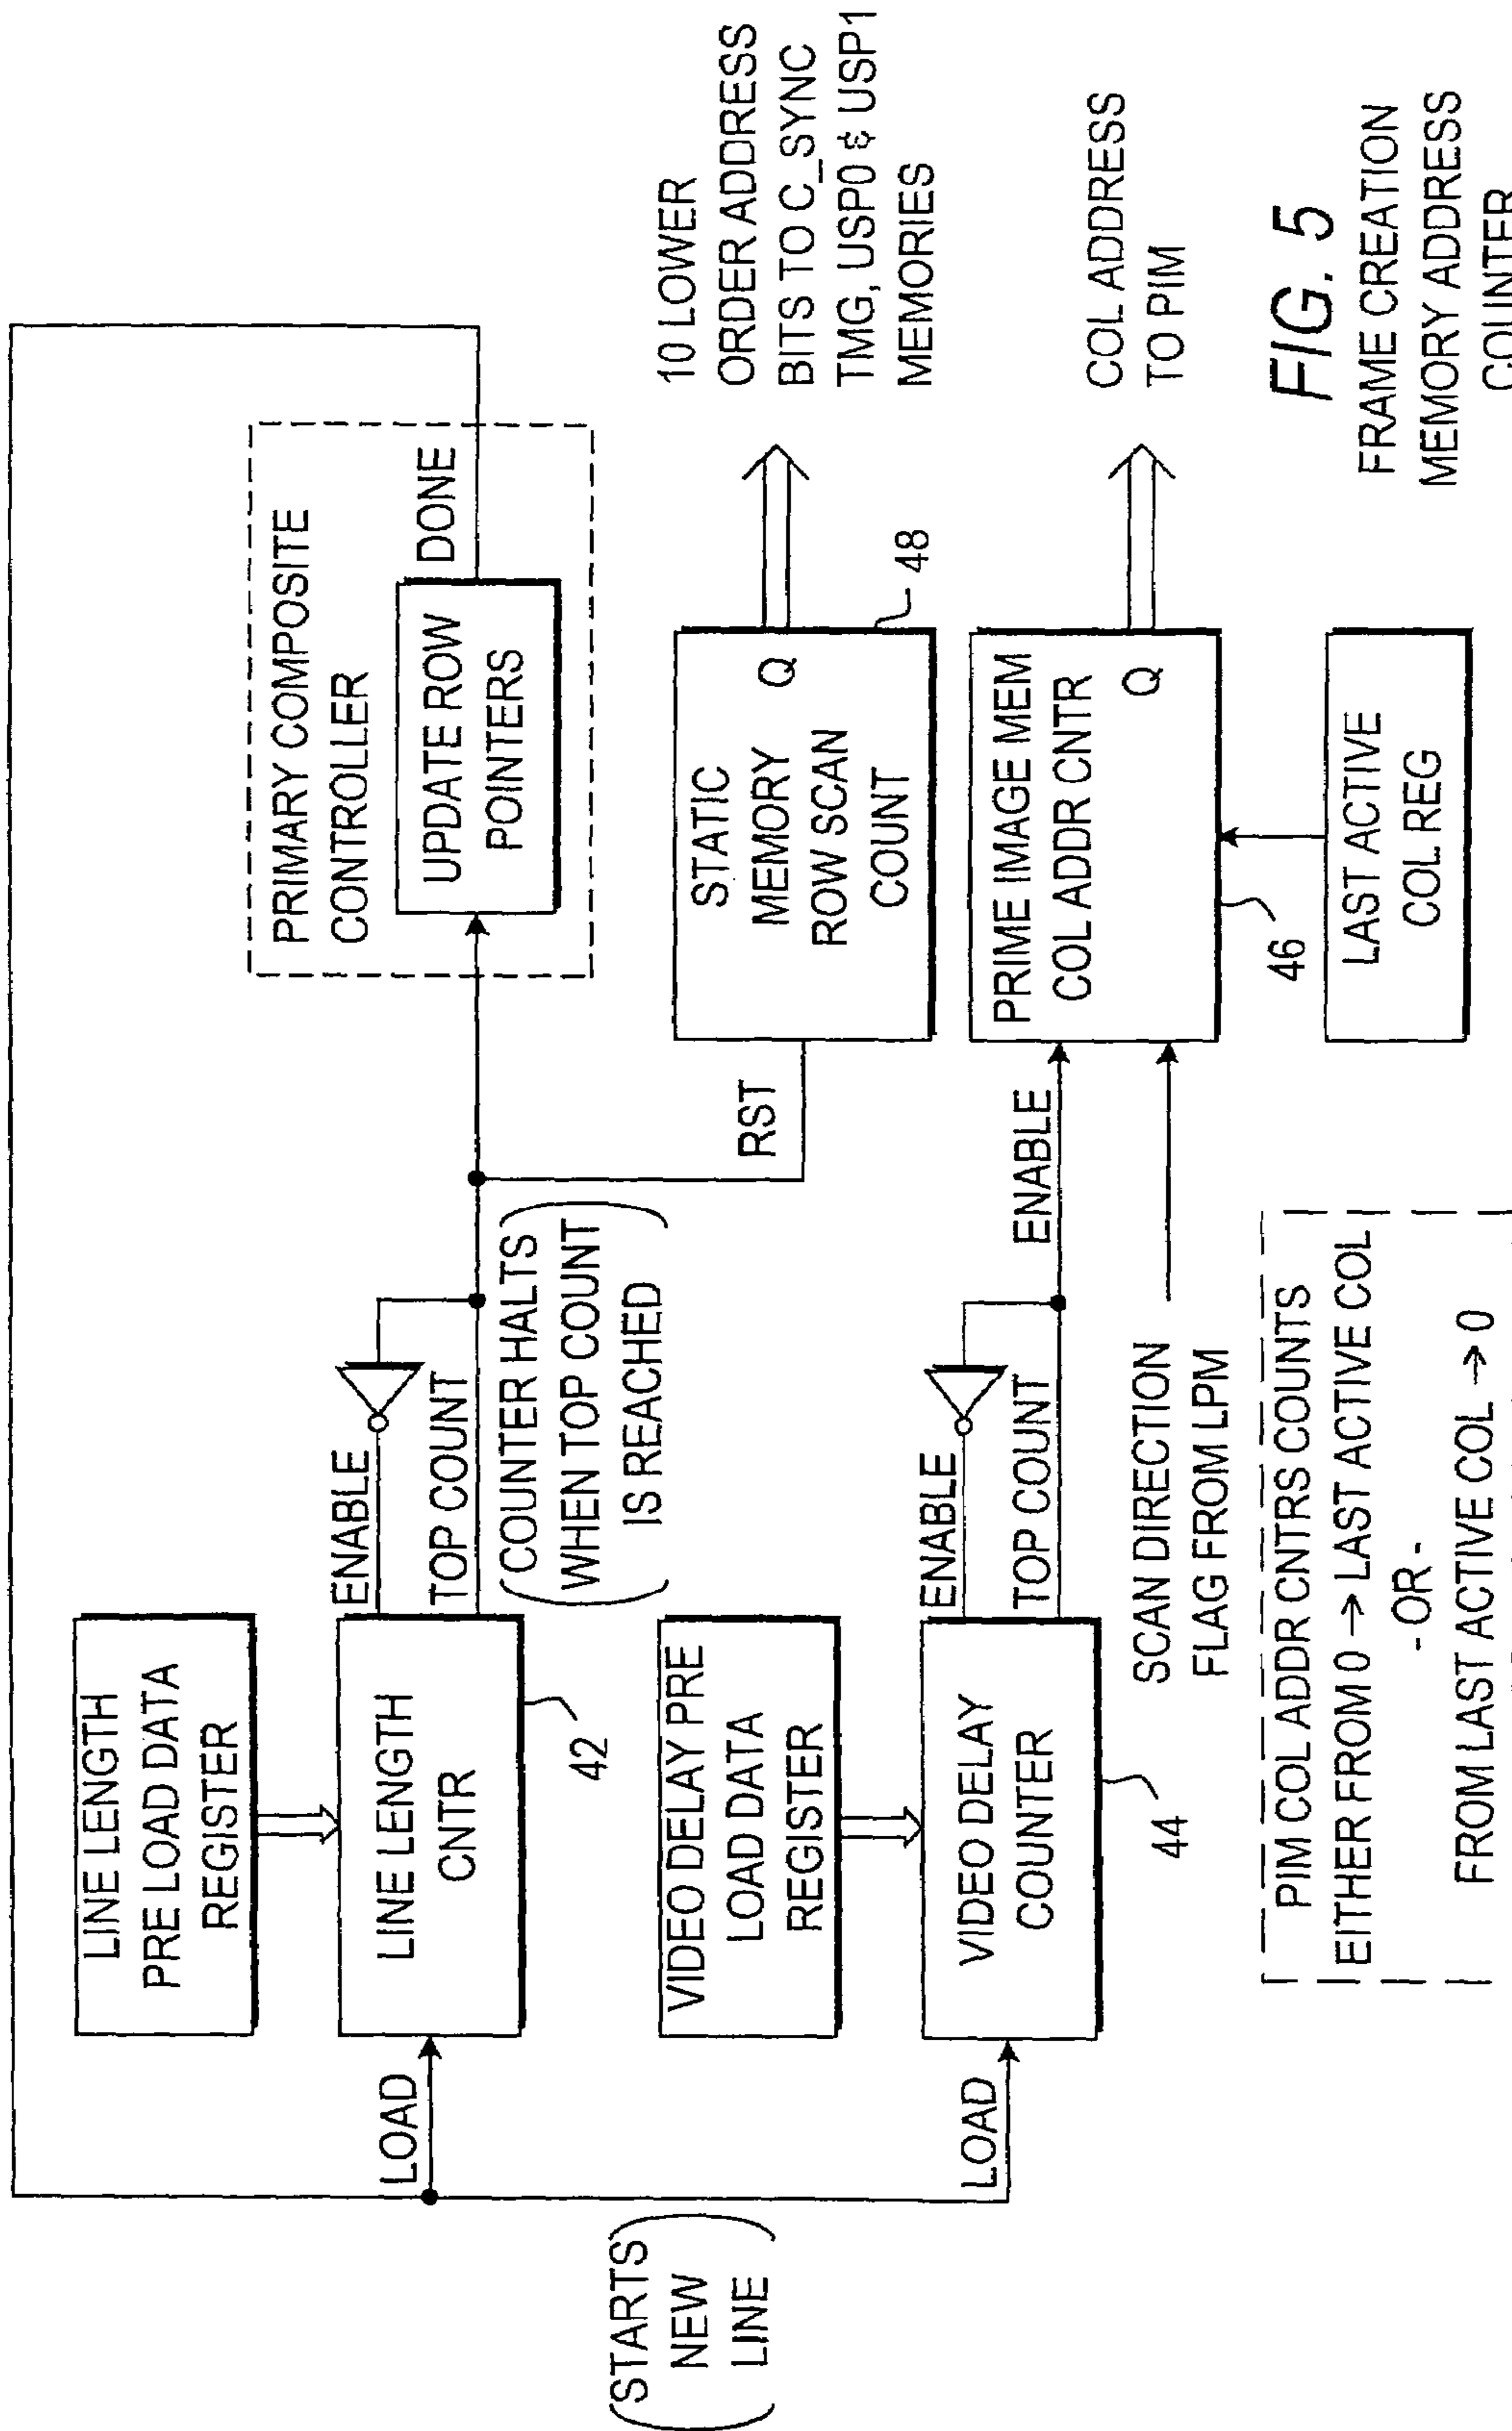 LINE LENGTH
PRE LOAD DATA
REGISTER
LOAD
LINE LENGTH
CNTR
42
ENABLE
TOP COUNT
(COUNTER HALTS
WHEN TOP COUNT
IS REACHED)
PRIMARY COMPOSITE
CONTROLLER
UPDATE ROW
POINTERS
DONE
(STARTS
NEW
LINE)
VIDEO DELAY PRE
LOAD DATA
REGISTER
RST
STATIC
MEMORY
ROW SCAN
COUNT
Q
48
10 LOWER
ORDER ADDRESS
BITS TO C_SYNC
TMG, USP0 & USP1
MEMORIES
LOAD
VIDEO DELAY
COUNTER
44
ENABLE
TOP COUNT
ENABLE
SCAN DIRECTION
FLAG FROM LPM
PRIME IMAGE MEM
COL ADDR CNTR
Q
46
COL ADDRESS
TO PIM
LAST ACTIVE
COL REG
PIM COL ADDR CNTRS COUNTS
EITHER FROM 0 → LAST ACTIVE COL
- OR -
FROM LAST ACTIVE COL → 0
FIG. 5
FRAME CREATION
MEMORY ADDRESS
COUNTER